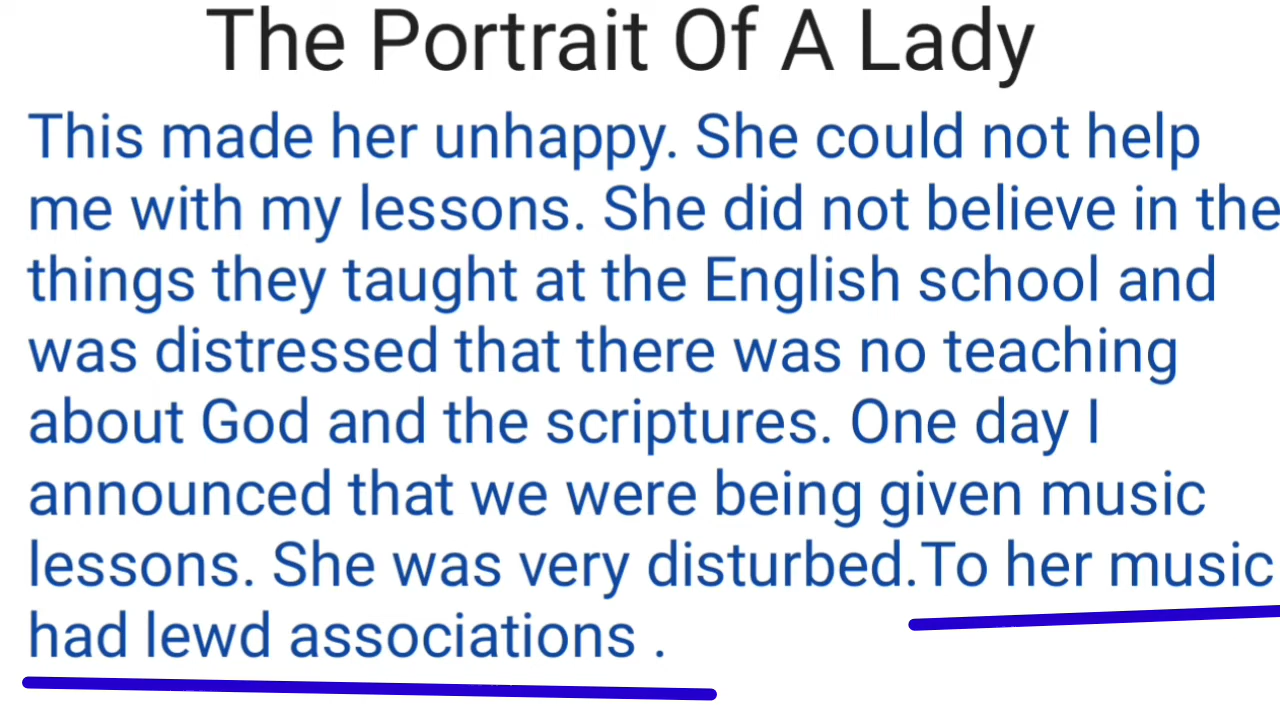 The Portrait Of A Lady
This made her unhappy. She could not help
me with my lessons. She did not believe in the
things they taught at the English school and
was distressed that there was no teaching
about God and the scriptures. One day I
announced that we were being given music
lessons. She was very disturbed.To her music
had lewd associations .